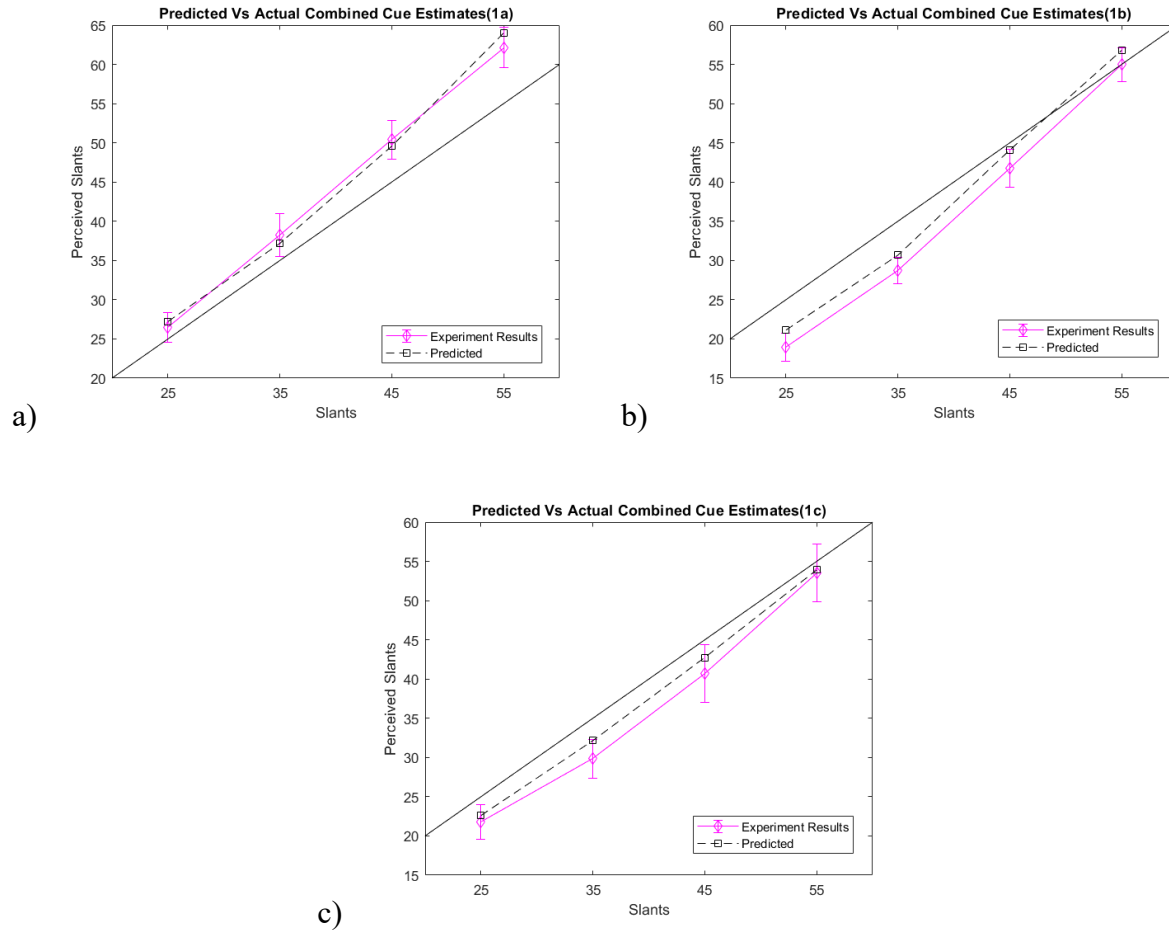 Predicted Vs Actual Combined Cue Estimates(1a)
65
60
55
50
45
40
35
30
25
20
Perceived Slants
25 35 45 55
Slants
Experiment Results
Predicted
a)
Predicted Vs Actual Combined Cue Estimates(1b)
60
55
50
45
40
35
30
25
20
15
Perceived Slants
25 35 45 55
Slants
Experiment Results
Predicted
b)
Predicted Vs Actual Combined Cue Estimates(1c)
60
55
50
45
40
35
30
25
20
15
Perceived Slants
25 35 45 55
Slants
Experiment Results
Predicted
c)